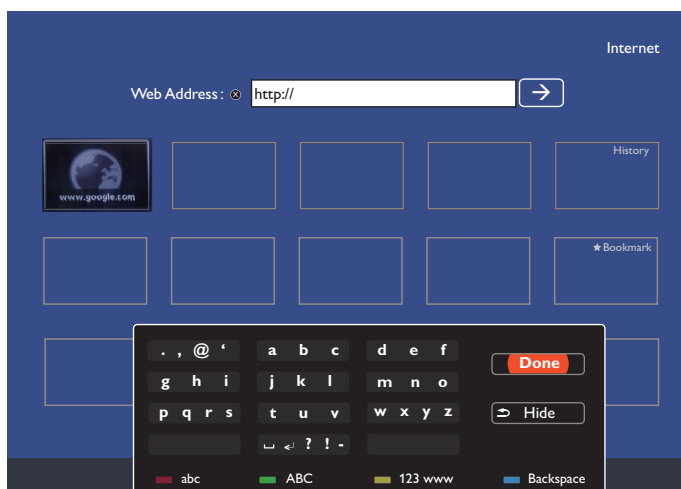 Internet
Web Address : ⓧ http:// →
History
www.google.com
★ Bookmark
. , @ ‘ a b c d e f
Done
g h i j k l m n o
p q r s t u v w x y z Hide
␣ ↵ ? ! -
abc ABC 123 www Backspace